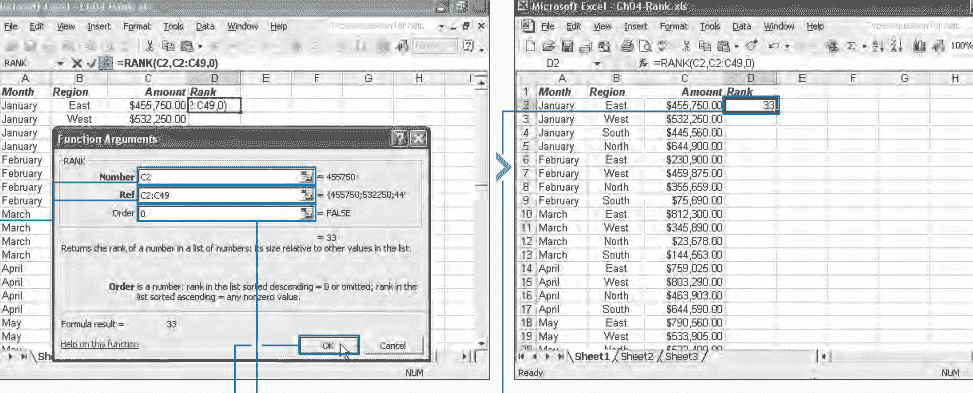 Microsoft Excel - Ch04-Rank.xls
File Edit View Insert Format Tools Data Window Help
RANK =RANK(C2,C2:C49,0)
A B C D E F G H
Month Region Amount Rank
January East $455,750.00 2:C49,0)
January West $532,250.00
January
January
February
February
February
February
March
March
March
March
April
April
April
April
May
May
Function Arguments
RANK
Number C2 = 455750
Ref C2:C49 = {455750;532250;44
Order 0 = FALSE
= 33
Returns the rank of a number in a list of numbers: its size relative to other values in the list.
Order is a number: rank in the list sorted descending = 0 or omitted; rank in the
list sorted ascending = any nonzero value.
Formula result = 33
Help on this function OK Cancel
NUM
Microsoft Excel - Ch04-Rank.xls
File Edit View Insert Format Tools Data Window Help
100%
D2 fx =RANK(C2,C2:C49,0)
A B C D E F G H
1 Month Region Amount Rank
2 January East $455,750.00 33
3 January West $532,250.00
4 January South $445,560.00
5 January North $644,900.00
6 February East $230,900.00
7 February West $459,875.00
8 February North $355,659.00
9 February South $75,690.00
10 March East $812,300.00
11 March West $345,890.00
12 March North $23,678.00
13 March South $144,563.00
14 April East $759,025.00
15 April West $803,290.00
16 April North $463,903.00
17 April South $644,590.00
18 May East $790,560.00
19 May West $533,905.00
Sheet1 Sheet2 Sheet3
Ready NUM